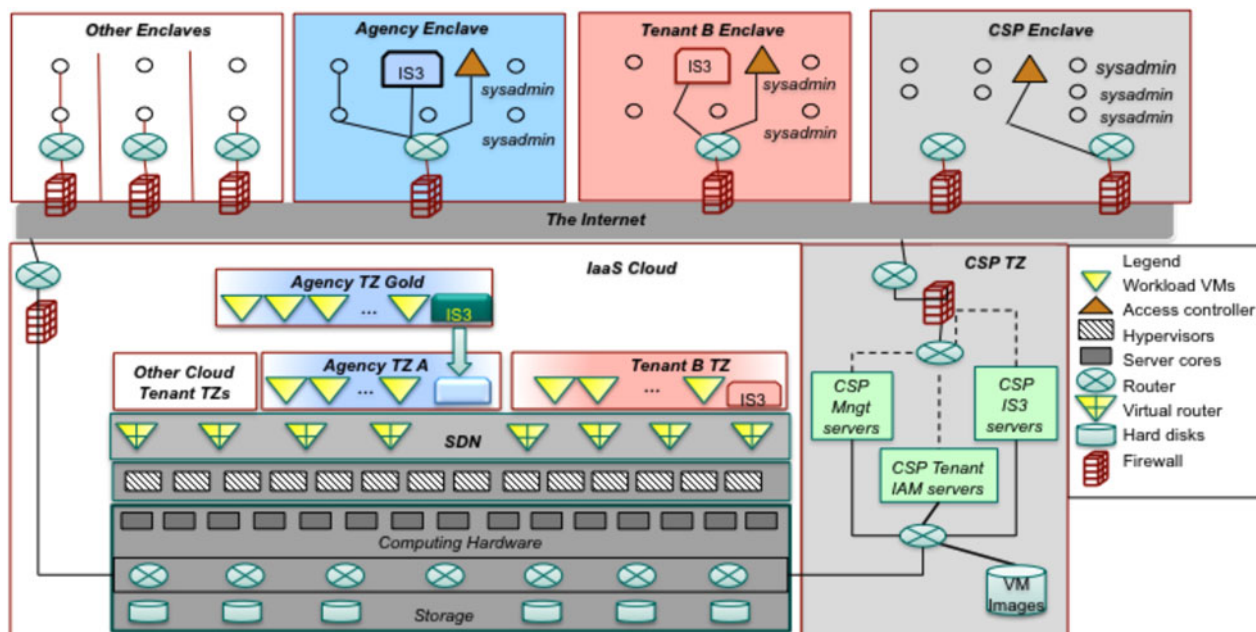 Other Enclaves
Agency Enclave
IS3
sysadmin
sysadmin
Tenant B Enclave
IS3
sysadmin
sysadmin
CSP Enclave
sysadmin
sysadmin
sysadmin
The Internet
IaaS Cloud
Agency TZ Gold
...
IS3
Other Cloud
Tenant TZs
Agency TZ A
...
Tenant B TZ
...
IS3
SDN
Computing Hardware
Storage
CSP TZ
CSP
Mngt
servers
CSP
IS3
servers
CSP Tenant
IAM servers
VM
Images
Legend
Workload VMs
Access controller
Hypervisors
Server cores
Router
Virtual router
Hard disks
Firewall